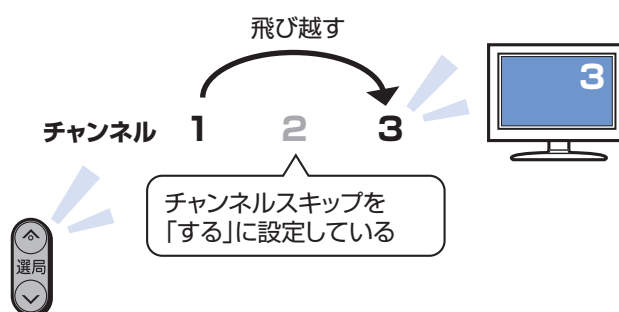 飛び越す
3
チャンネル 1 2 3
チャンネルスキップを
「する」に設定している
選局